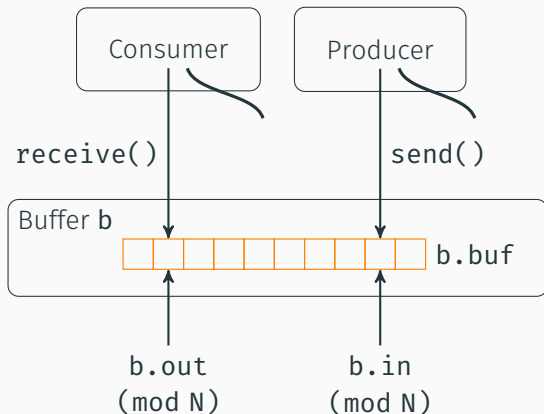 Consumer
Producer
receive()
send()
Buffer b
b.buf
b.out
(mod N)
b.in
(mod N)